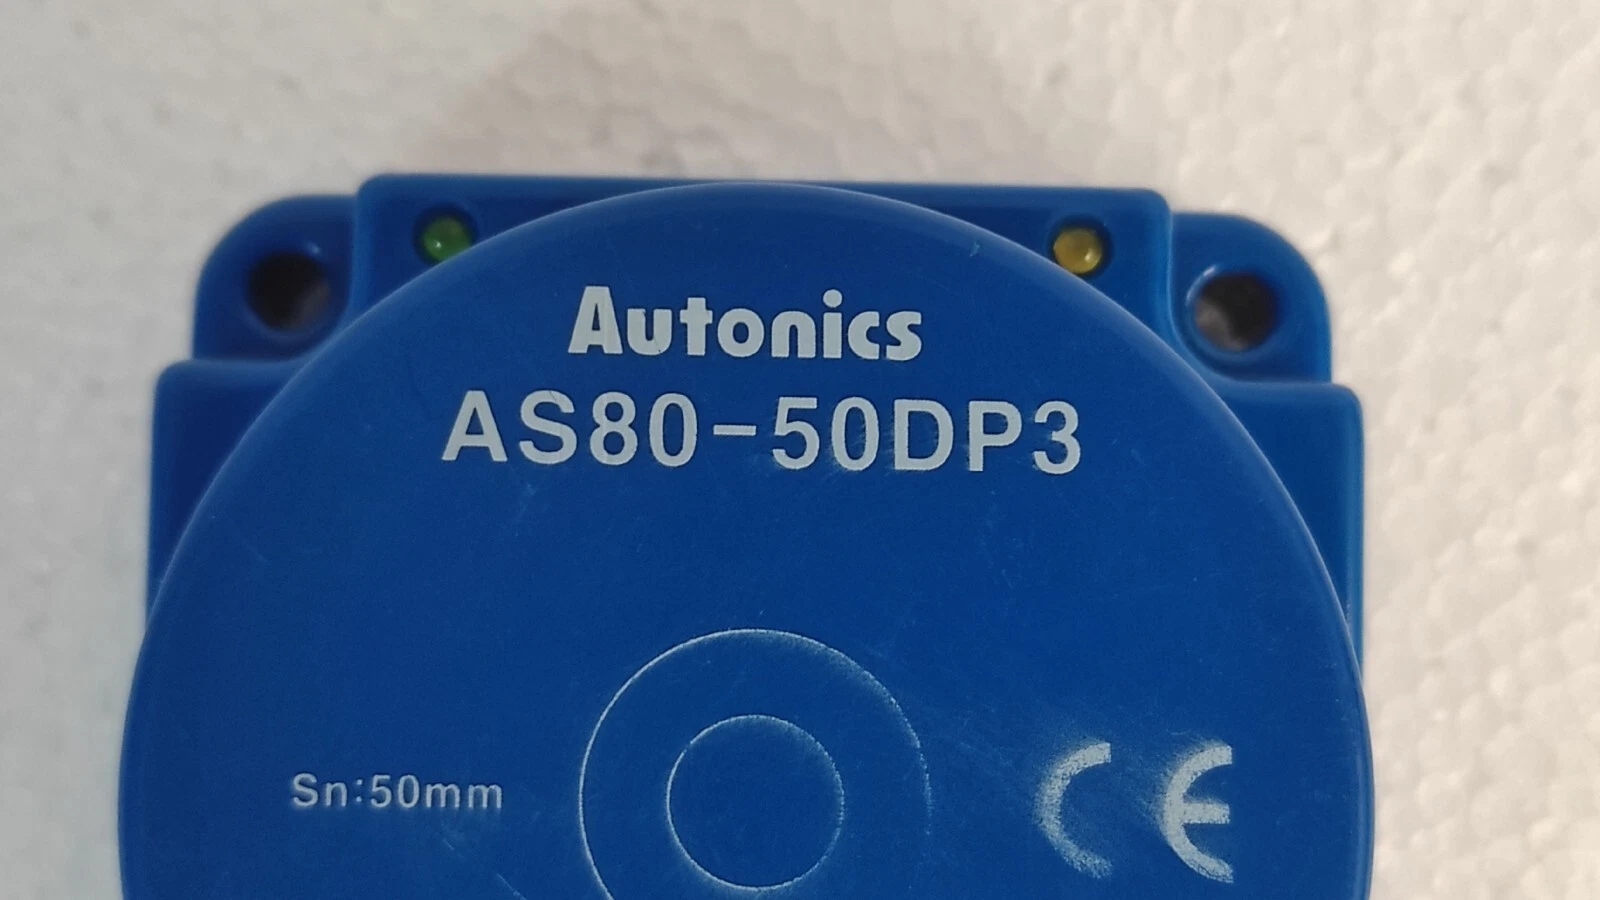 Autonics
AS80-50DP3
Sn:50mm
CE